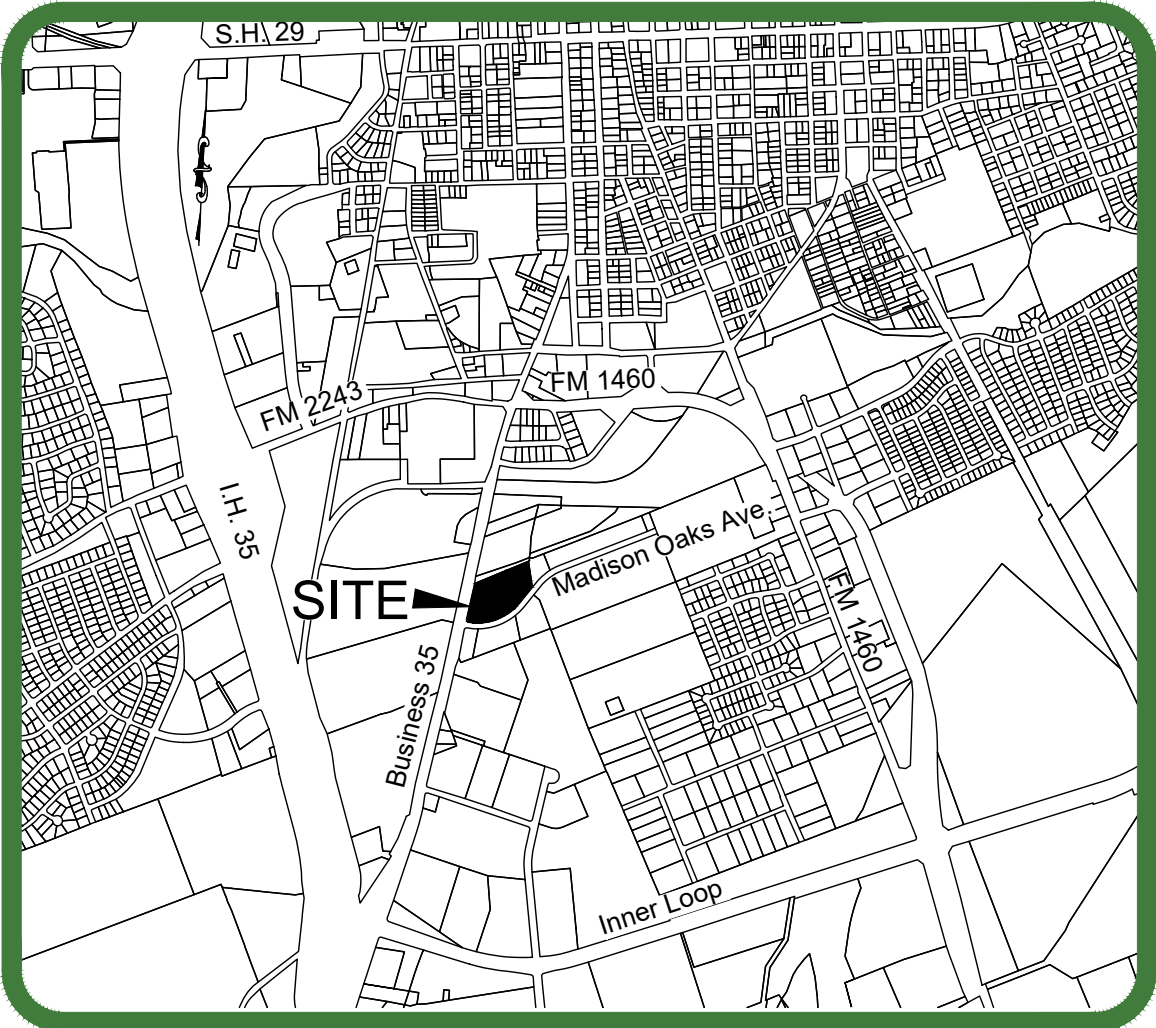 S.H. 29
FM 2243
FM 1460
I.H. 35
Madison Oaks Ave.
SITE
FM 1460
Business 35
Inner Loop